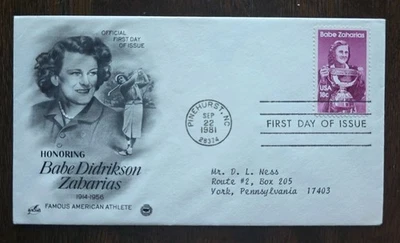 OFFICIAL
FIRST DAY
OF ISSUE
HONORING
Babe Didrikson
Zaharias
1914-1956
FAMOUS AMERICAN ATHLETE
PINEHURST, NC
SEP
22
1981
28374
Babe Zaharias
USA
18c
FIRST DAY OF ISSUE
Mr. D. L. Ness
Route #2, Box 205
York, Pennsylvania 17403